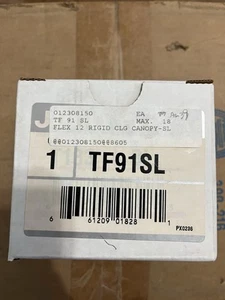 J
012308150 EA
TF 91 SL MAX. 18
FLEX 12 RIGID CLG CANOPY-SL
@@012308150@@8605
1 TF91SL
6 61209 01828 1
PX0236